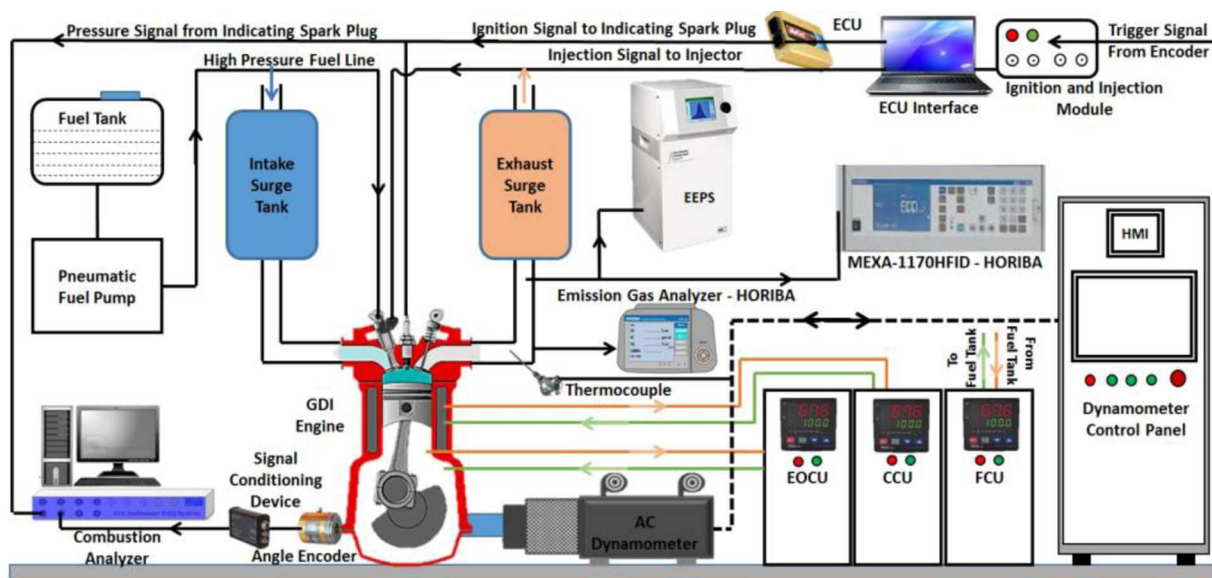 Pressure Signal from Indicating Spark Plug
Ignition Signal to Indicating Spark Plug
ECU
Trigger Signal
From Encoder
High Pressure Fuel Line
Injection Signal to Injector
ECU Interface
Ignition and Injection
Module
Fuel Tank
Intake
Surge
Tank
Exhaust
Surge
Tank
EEPS
HMI
Pneumatic
Fuel Pump
MEXA-1170HFID - HORIBA
Emission Gas Analyzer - HORIBA
To
Fuel Tank
From
Fuel Tank
Thermocouple
GDI
Engine
Dynamometer
Control Panel
Signal
Conditioning
Device
EOCU
CCU
FCU
AC
Dynamometer
Combustion
Analyzer
Angle Encoder